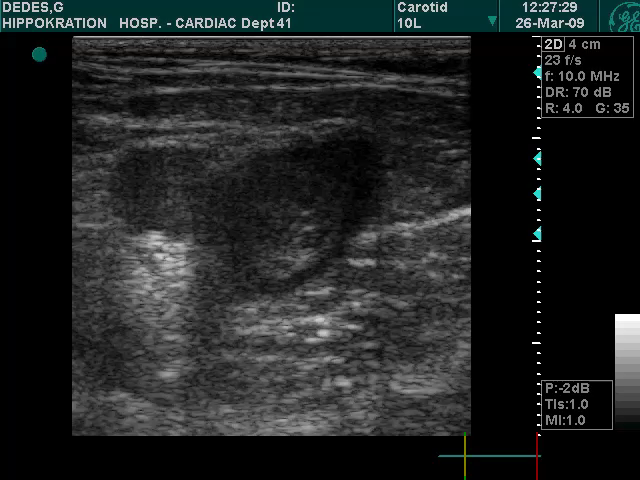 DEDES,G ID: Carotid 12:27:29
HIPPOKRATION HOSP. - CARDIAC Dept 41 10L 26-Mar-09
2D 4 cm
23 f/s
f: 10.0 MHz
DR: 70 dB
R: 4.0 G: 35
P:-2dB
TIs:1.0
MI:1.0